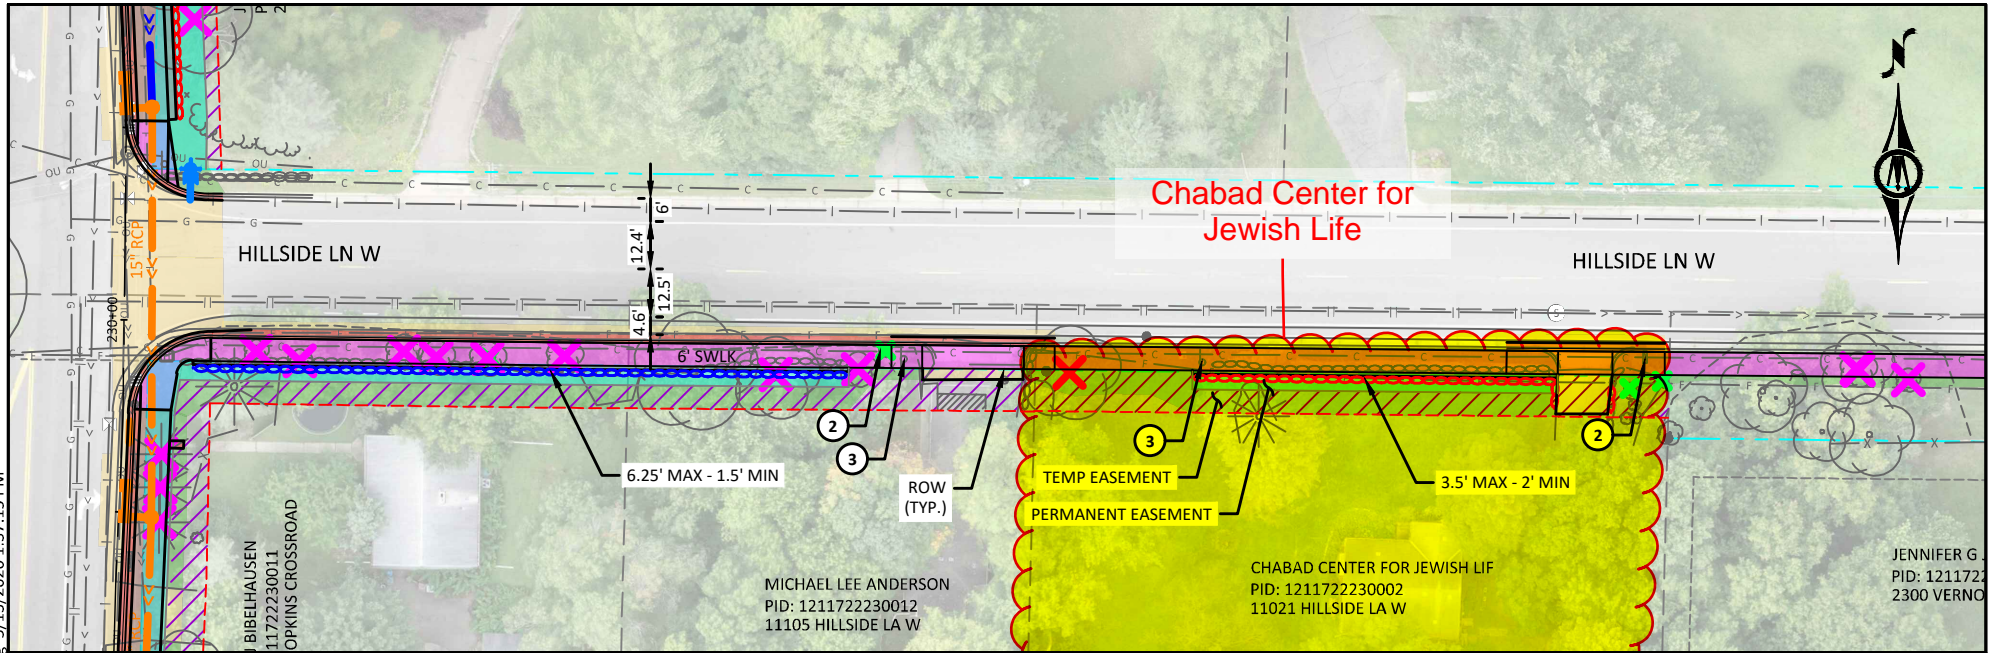 HILLSIDE LN W
15" RCP
230+00
6'
12.4'
12.5'
4.6'
6' SWLK
Chabad Center for
Jewish Life
HILLSIDE LN W
N
2
3
6.25' MAX - 1.5' MIN
ROW
(TYP.)
3
TEMP EASEMENT
PERMANENT EASEMENT
3.5' MAX - 2' MIN
2
BIBELHAUSEN
OPKINS CROSSROAD
MICHAEL LEE ANDERSON
PID: 1211722230012
11105 HILLSIDE LA W
CHABAD CENTER FOR JEWISH LIF
PID: 1211722230002
11021 HILLSIDE LA W
JENNIFER G
PID: 1211722
2300 VERNO